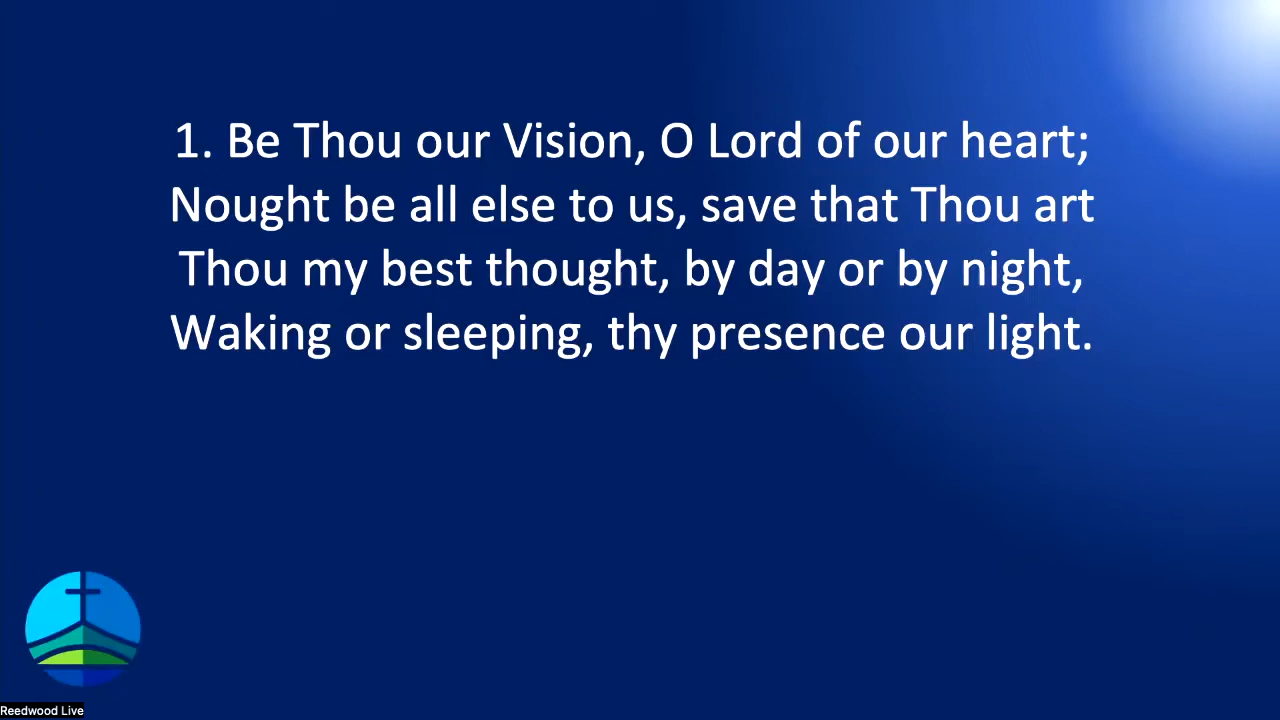 1. Be Thou our Vision, O Lord of our heart;
Nought be all else to us, save that Thou art
Thou my best thought, by day or by night,
Waking or sleeping, thy presence our light.
Reedwood Live